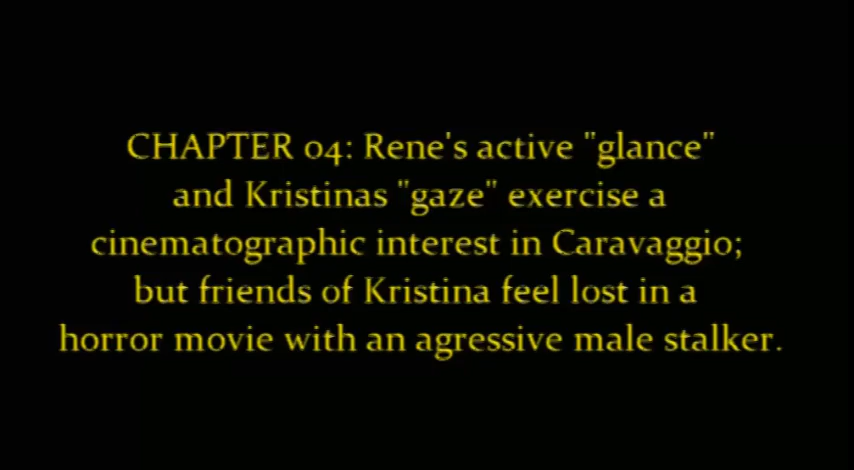 CHAPTER 04: Rene's active "glance"
and Kristinas "gaze" exercise a
cinematographic interest in Caravaggio;
but friends of Kristina feel lost in a
horror movie with an agressive male stalker.